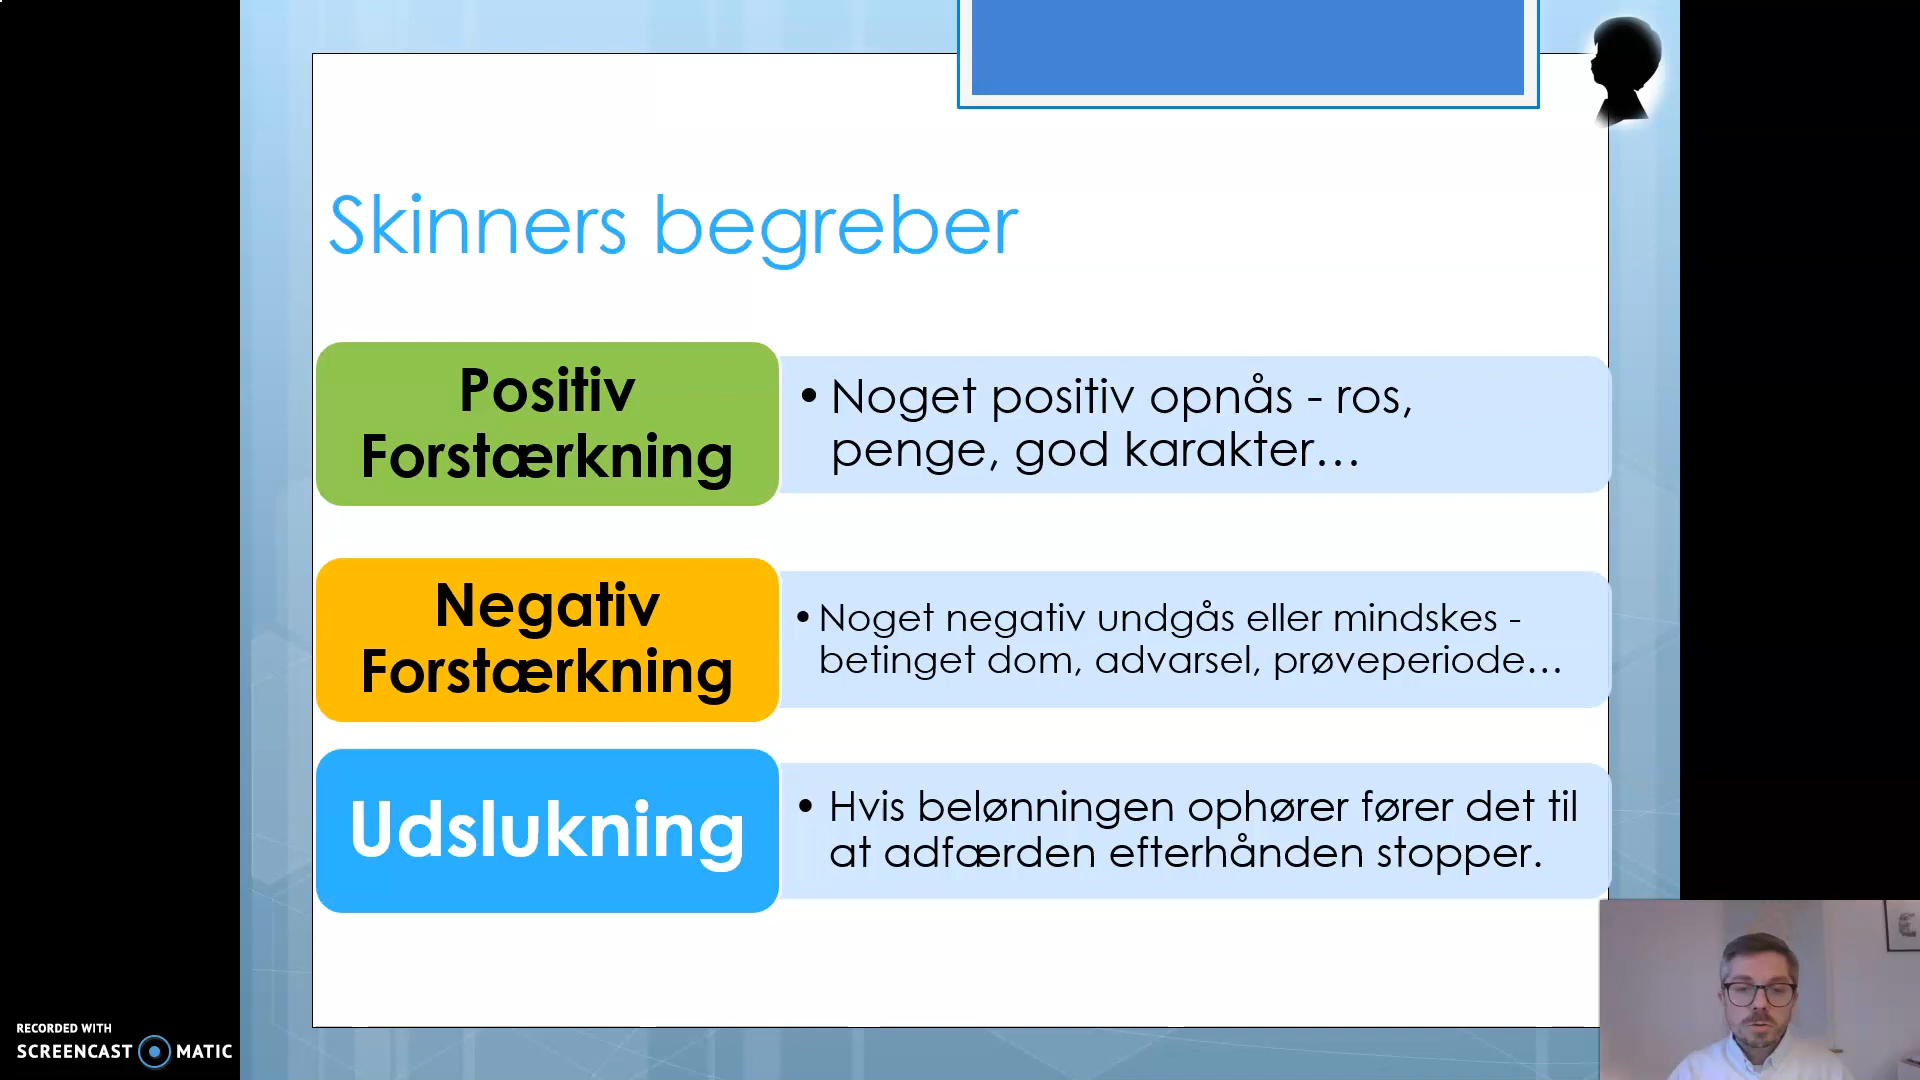 Skinners begreber
Positiv
Forstærkning
• Noget positiv opnås - ros,
penge, god karakter…
Negativ
Forstærkning
• Noget negativ undgås eller mindskes -
betinget dom, advarsel, prøveperiode…
Udslukning
• Hvis belønningen ophører fører det til
at adfærden efterhånden stopper.
RECORDED WITH
SCREENCAST MATIC